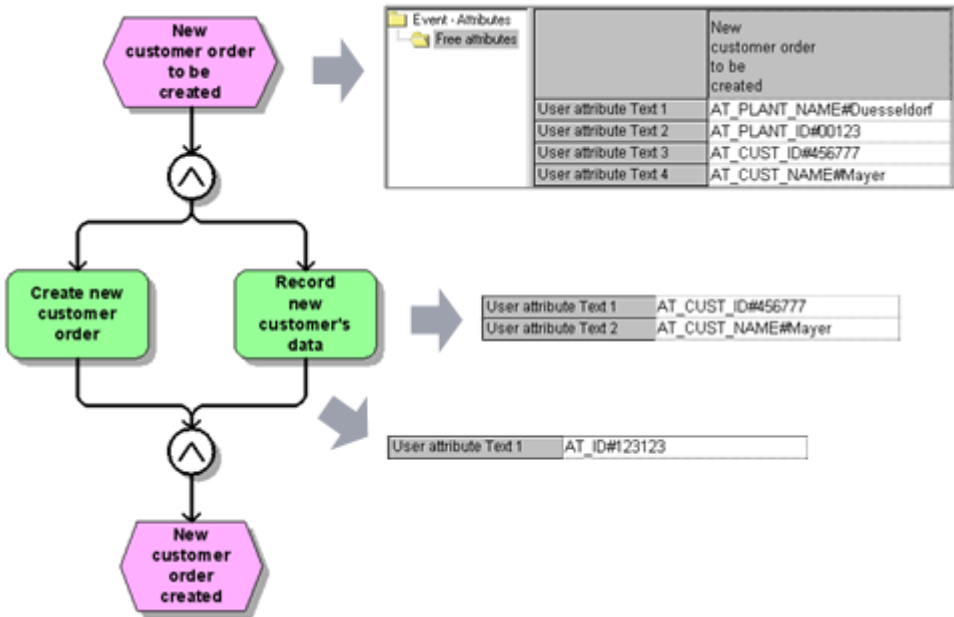 New
customer order
to be
created
Event - Attributes
Free attributes
New
customer order
to be
created
User attribute Text 1 AT_PLANT_NAME#Duesseldorf
User attribute Text 2 AT_PLANT_ID#00123
User attribute Text 3 AT_CUST_ID#456777
User attribute Text 4 AT_CUST_NAME#Mayer
Create new
customer
order
Record
new
customer's
data
User attribute Text 1 AT_CUST_ID#456777
User attribute Text 2 AT_CUST_NAME#Mayer
User attribute Text 1 AT_ID#123123
New
customer
order
created